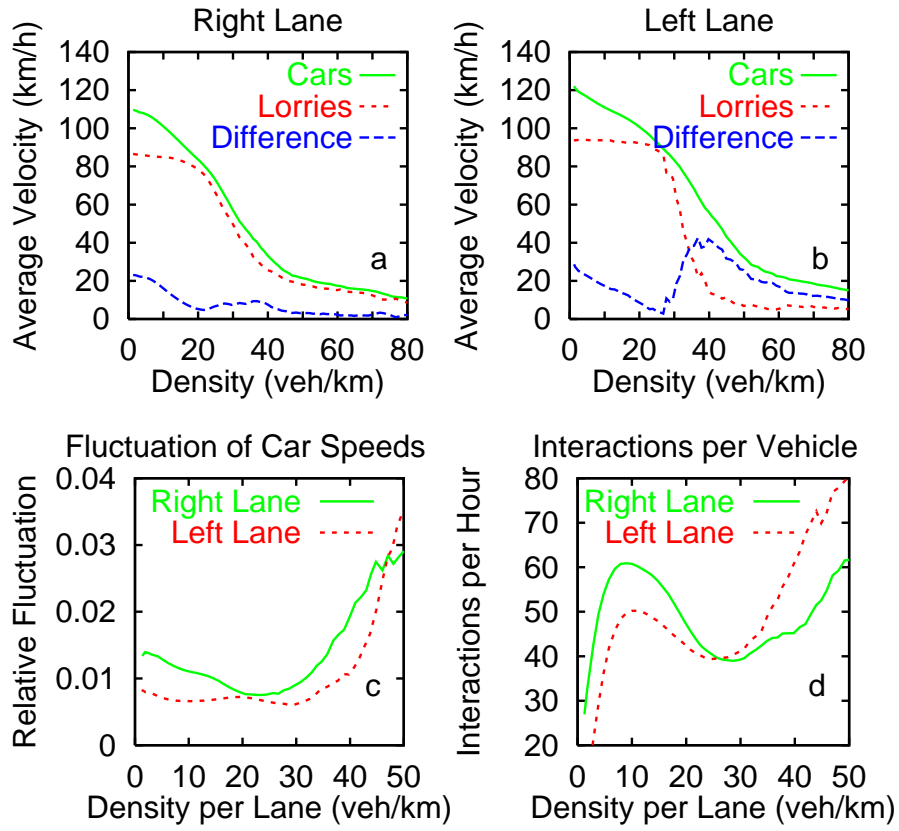 Right Lane
Average Velocity (km/h)
140
120
100
80
60
40
20
0
Cars
Lorries
Difference
a
0 20 40 60 80
Density (veh/km)
Left Lane
Average Velocity (km/h)
140
120
100
80
60
40
20
0
Cars
Lorries
Difference
b
0 20 40 60 80
Density (veh/km)
Fluctuation of Car Speeds
Relative Fluctuation
0.04
0.03
0.02
0.01
0
Right Lane
Left Lane
c
0 10 20 30 40 50
Density per Lane (veh/km)
Interactions per Vehicle
Interactions per Hour
80
70
60
50
40
30
20
Right Lane
Left Lane
d
0 10 20 30 40 50
Density per Lane (veh/km)